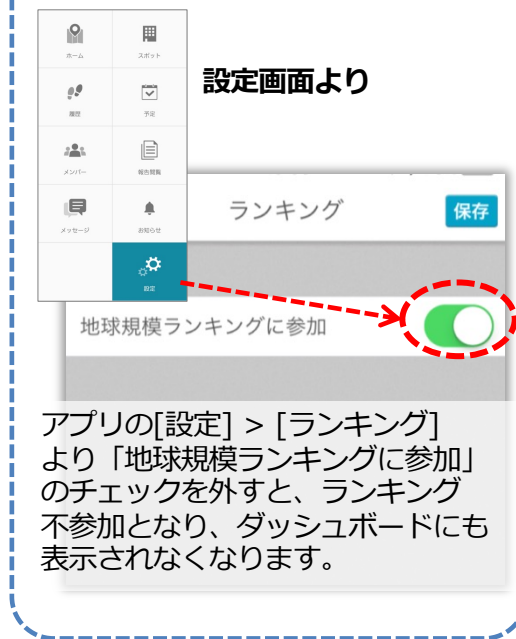 ホーム
スポット
設定画面より
履歴
予定
メンバー
報告閲覧
メッセージ
お知らせ
ランキング
保存
設定
地球規模ランキングに参加
アプリの[設定] > [ランキング]
より「地球規模ランキングに参加」
のチェックを外すと、ランキング
不参加となり、ダッシュボードにも
表示されなくなります。